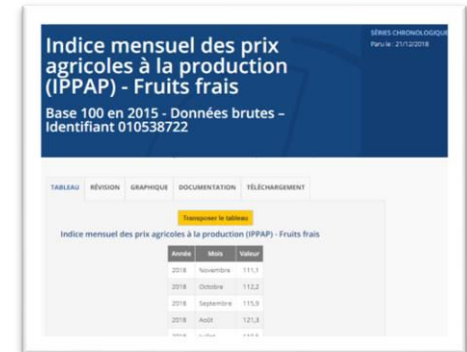 Indice mensuel des prix
agricoles à la production
(IPPAP) - Fruits frais
Base 100 en 2015 - Données brutes –
Identifiant 010538722
SÉRIES CHRONOLOGIQUE
Paru le : 21/12/2018
TABLEAU RÉVISION GRAPHIQUE DOCUMENTATION TÉLÉCHARGEMENT
Transposer le tableau
Indice mensuel des prix agricoles à la production (IPPAP) - Fruits frais
Année Mois Valeur
2018 Novembre 111,1
2018 Octobre 112,2
2018 Septembre 115,9
2018 Août 121,3
2018